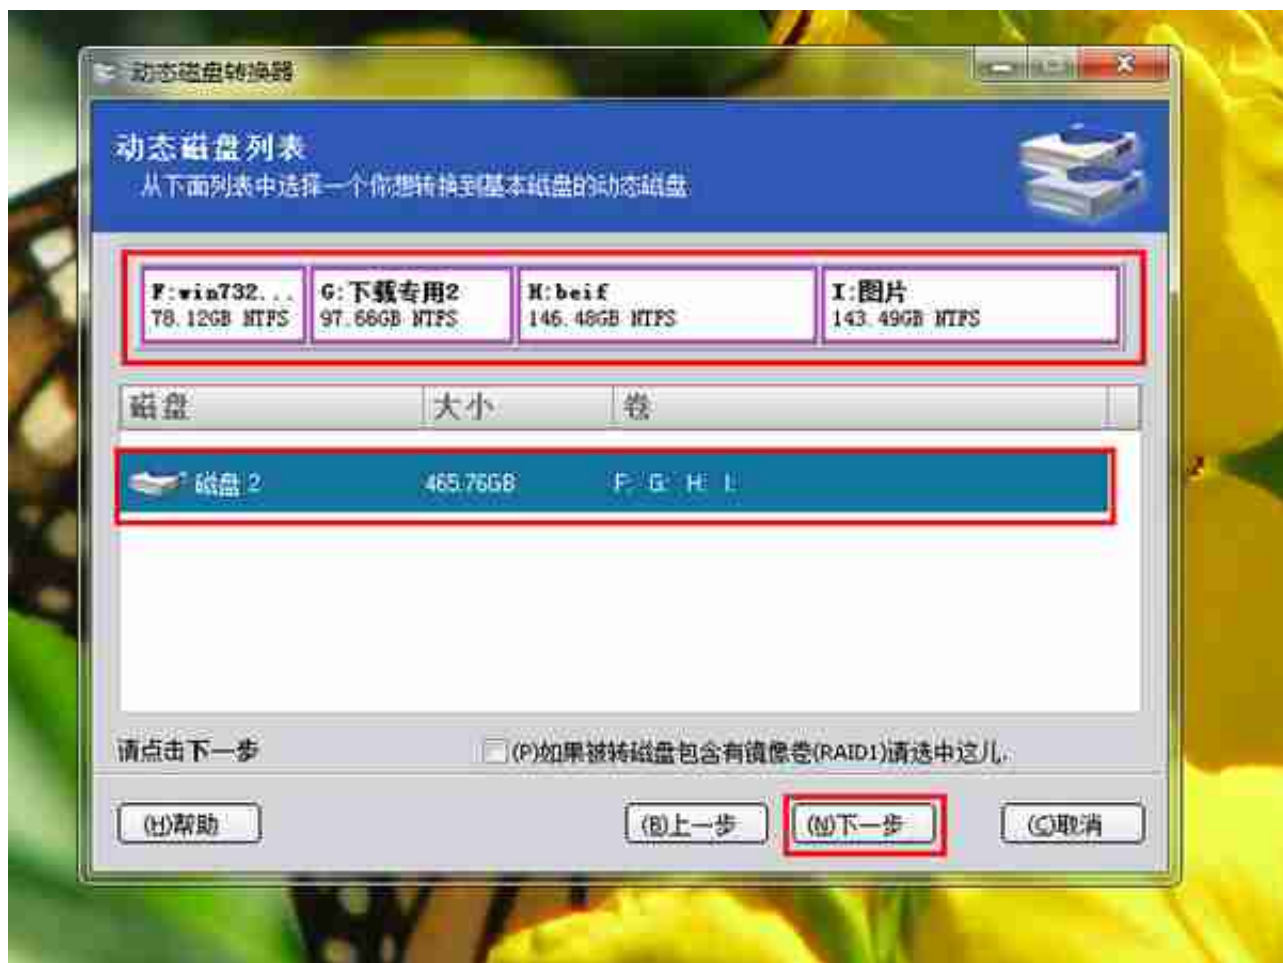 动态磁盘转换器
动态磁盘列表
从下面列表中选择一个你想转换到基本磁盘的动态磁盘
F:win732... G:下载专用2 H:beif I:图片
78.12GB NTFS 97.66GB NTFS 146.48GB NTFS 143.49GB NTFS
磁盘 大小 卷
磁盘 2 465.76GB F: G: H: I:
请点击下一步 (P)如果被转磁盘包含有镜像卷(RAID1)请选中这儿.
(H)帮助 (B)上一步 (N)下一步 (C)取消